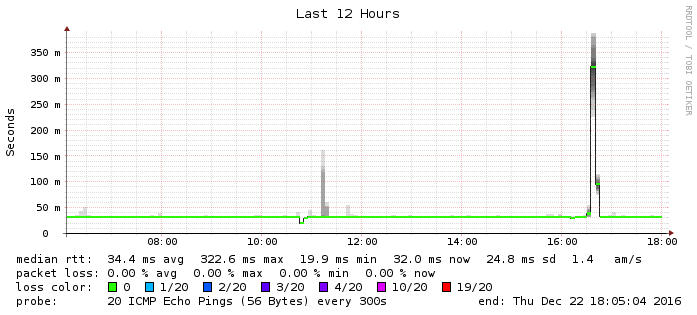 Last 12 Hours
RRDTOOL / TOBI OETIKER
Seconds
350 m
300 m
250 m
200 m
150 m
100 m
50 m
0
08:00 10:00 12:00 14:00 16:00 18:00
median rtt: 34.4 ms avg 322.6 ms max 19.9 ms min 32.0 ms now 24.8 ms sd 1.4 am/s
packet loss: 0.00 % avg 0.00 % max 0.00 % min 0.00 % now
loss color: 0 1/20 2/20 3/20 4/20 10/20 19/20
probe: 20 ICMP Echo Pings (56 Bytes) every 300s end: Thu Dec 22 18:05:04 2016